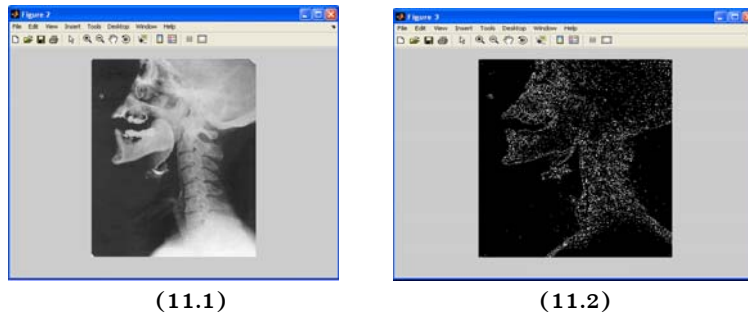 Figure 2
File Edit View Insert Tools Desktop Window Help
(11.1)
Figure 3
File Edit View Insert Tools Desktop Window Help
(11.2)